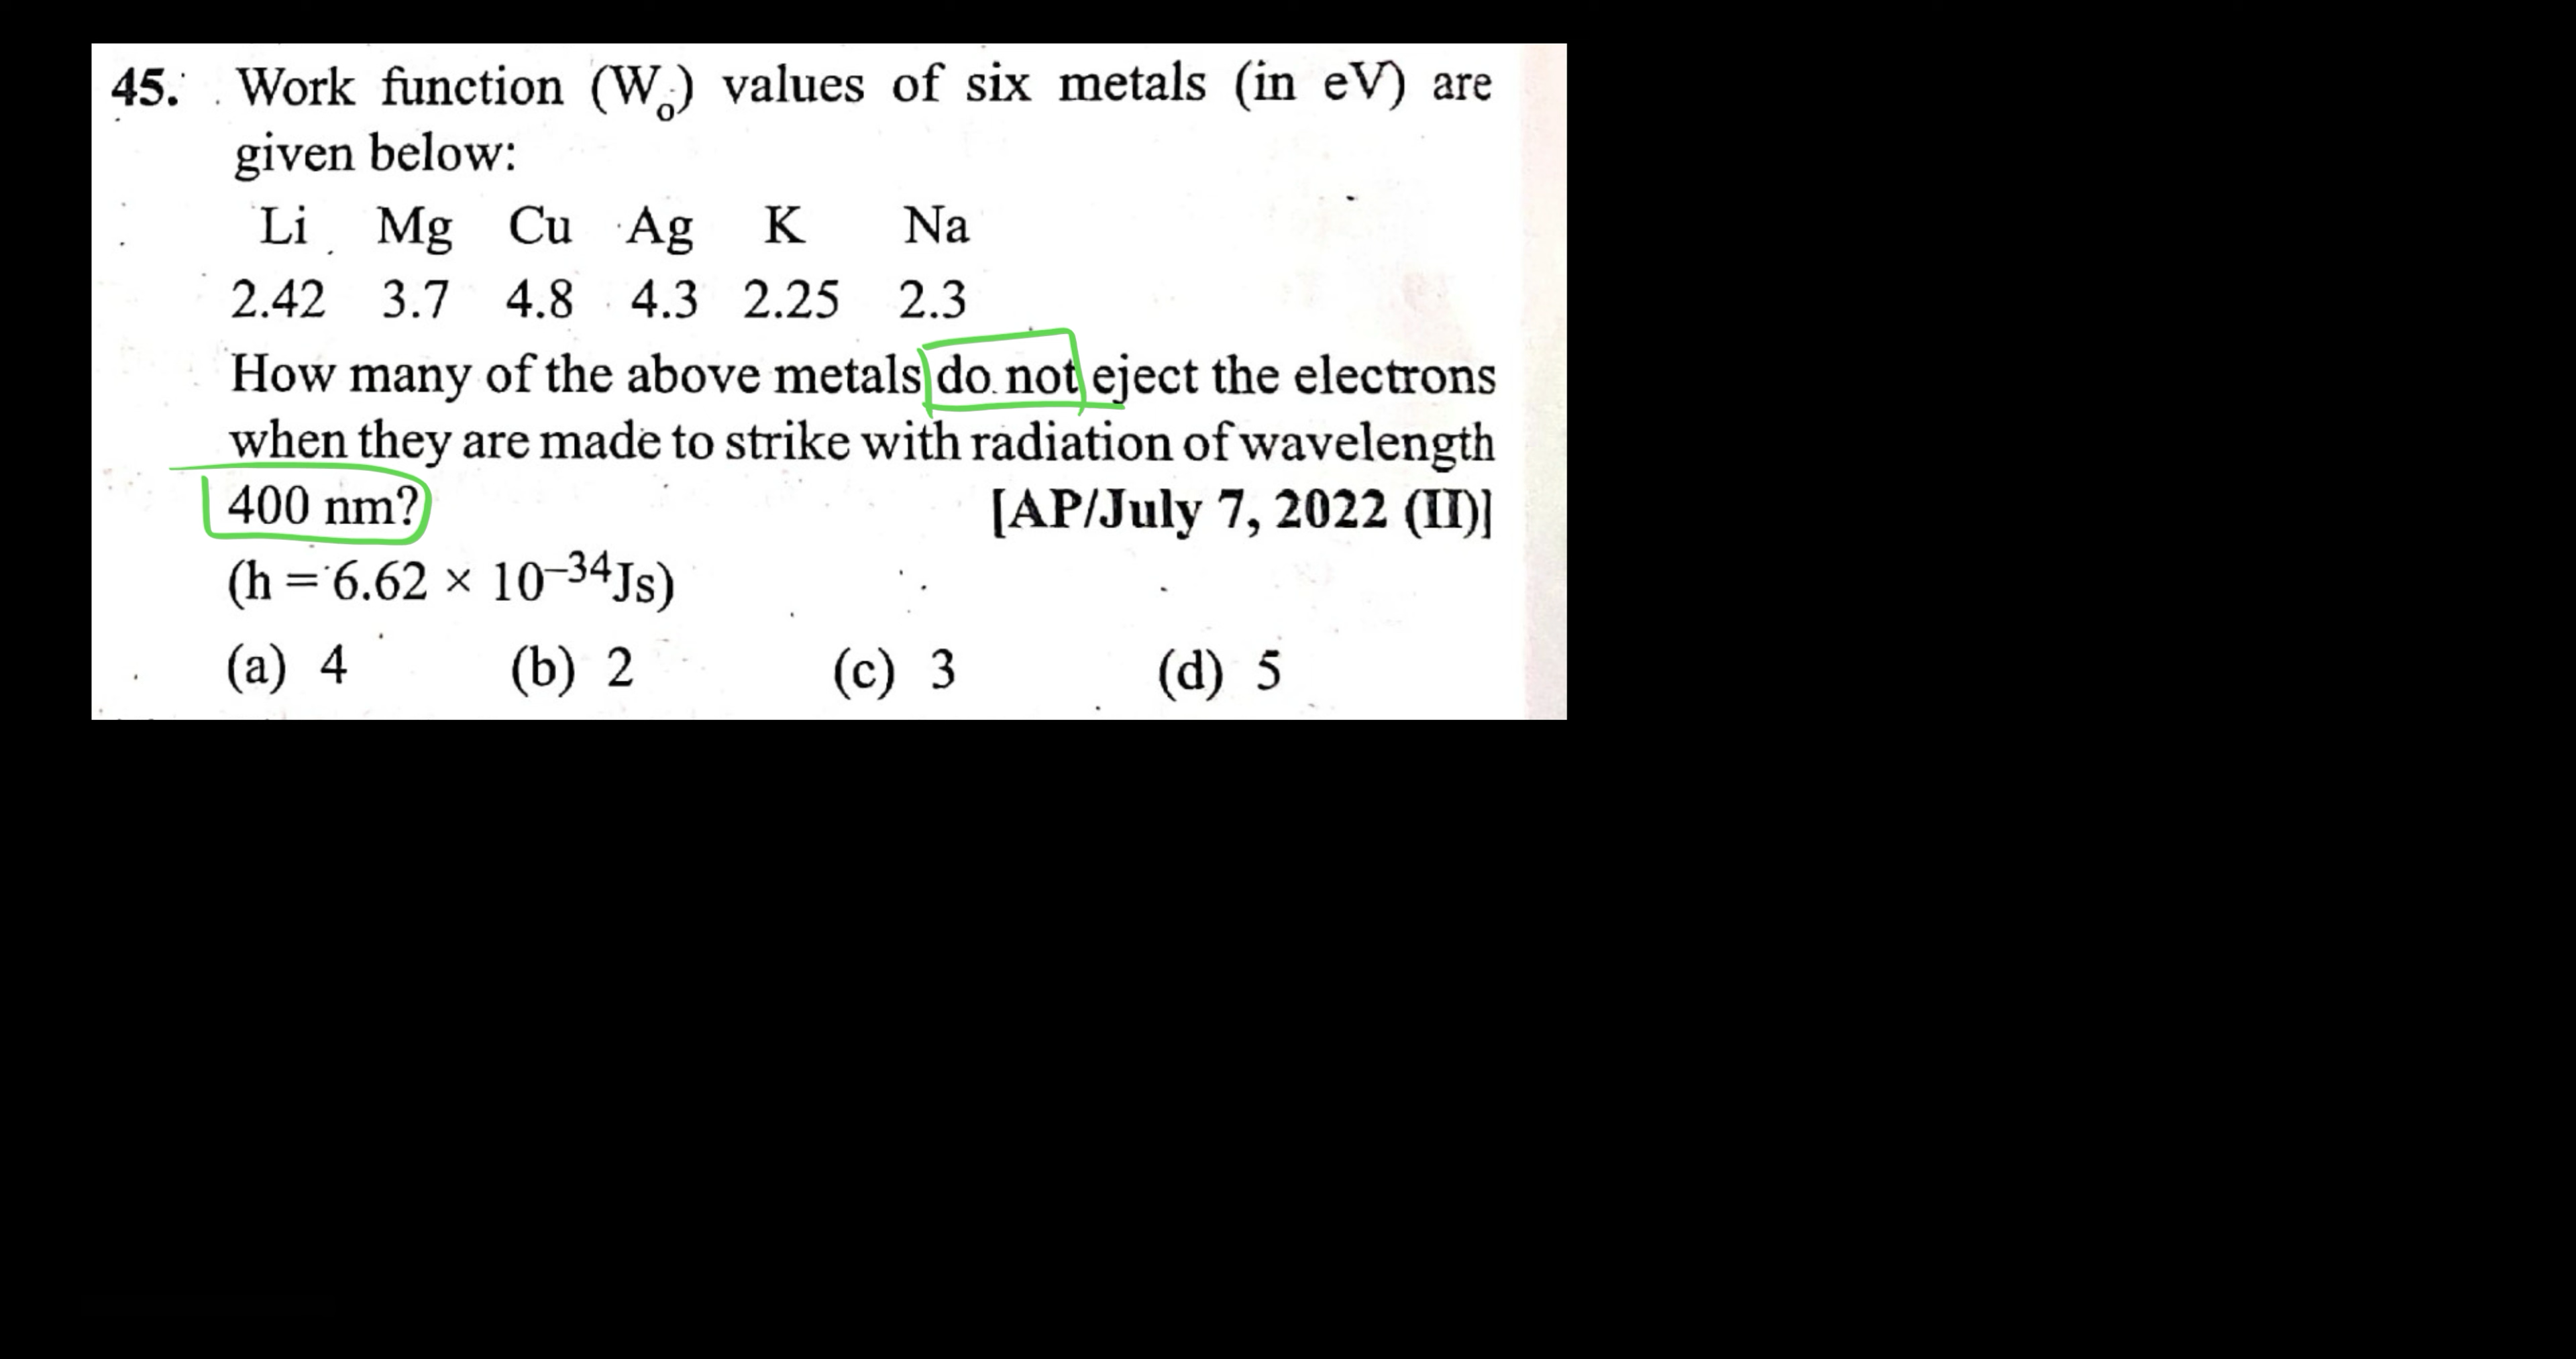 45. Work function (Wₒ) values of six metals (in eV) are
given below:
Li Mg Cu Ag K Na
2.42 3.7 4.8 4.3 2.25 2.3
How many of the above metals do not eject the electrons
when they are made to strike with radiation of wavelength
400 nm? [AP/July 7, 2022 (II)]
(h = 6.62 × 10⁻³⁴Js)
(a) 4 (b) 2 (c) 3 (d) 5